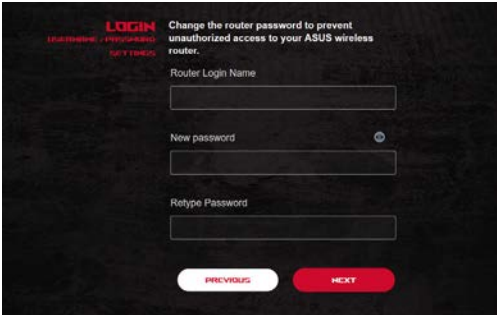 LOGIN
USERNAME / PASSWORD
SETTINGS
Change the router password to prevent
unauthorized access to your ASUS wireless
router.
Router Login Name
New password
Retype Password
PREVIOUS
NEXT